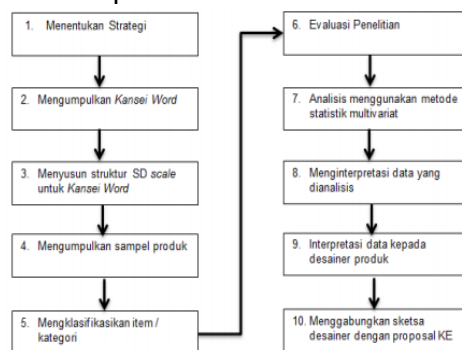 1. Menentukan Strategi
2. Mengumpulkan Kansei Word
3. Menyusun struktur SD scale
untuk Kansei Word
4. Mengumpulkan sampel produk
5. Mengklasifikasikan item /
kategori
6. Evaluasi Penelitian
7. Analisis menggunakan metode
statistik multivariat
8. Menginterpretasi data yang
dianalisis
9. Interpretasi data kepada
desainer produk
10. Menggabungkan sketsa
desainer dengan proposal KE